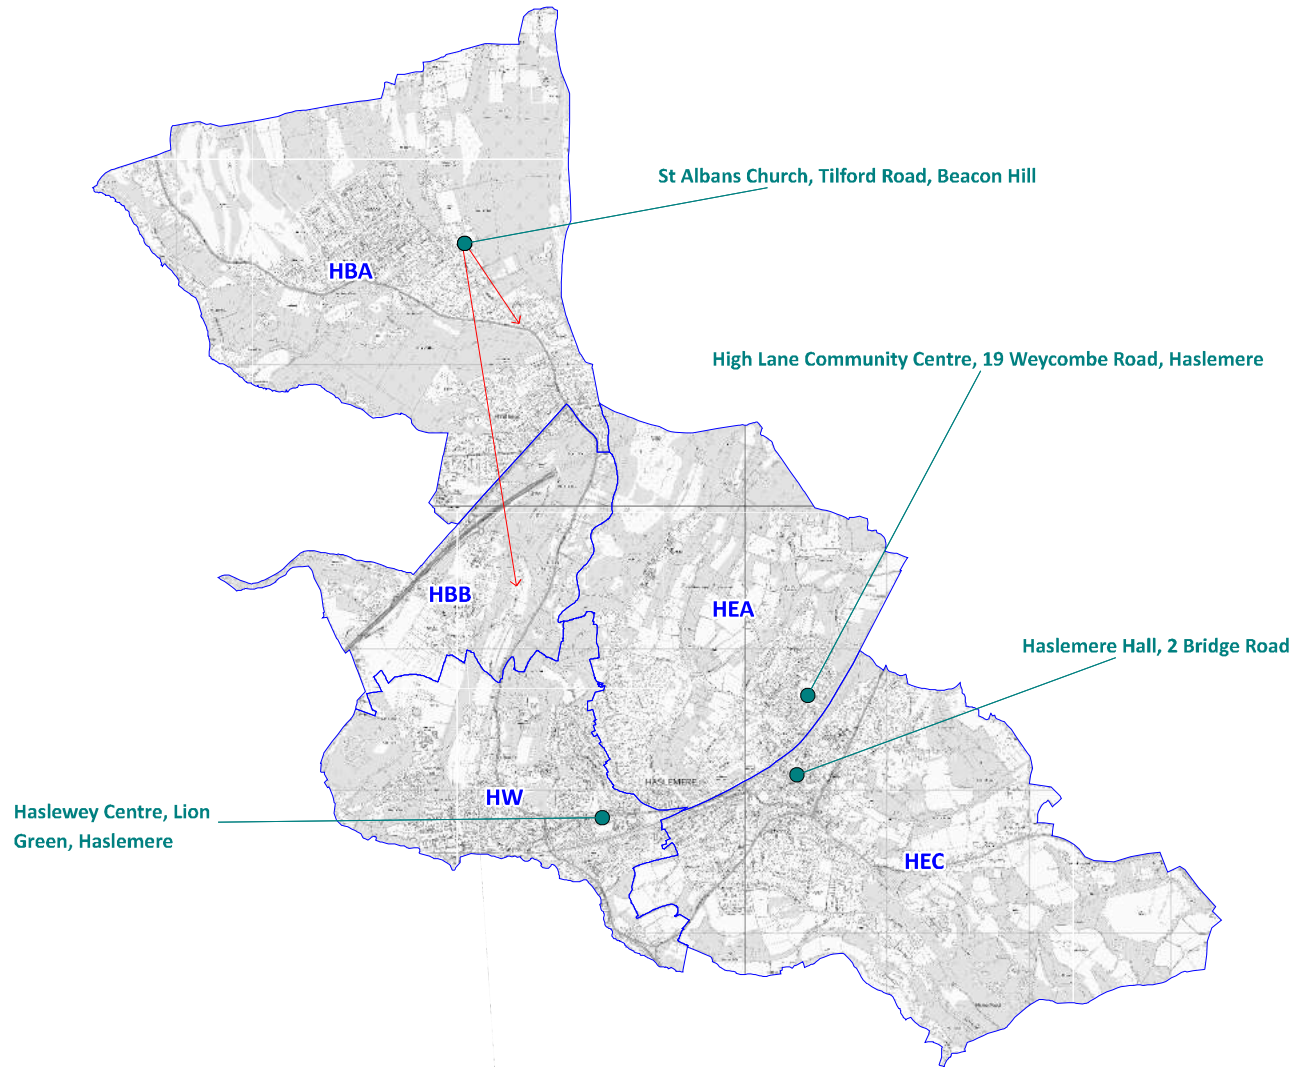 St Albans Church, Tilford Road, Beacon Hill
HBA
High Lane Community Centre, 19 Weycombe Road, Haslemere
HBB
HEA
Haslemere Hall, 2 Bridge Road
HASLEMERE
HW
Haslewey Centre, Lion
Green, Haslemere
HEC